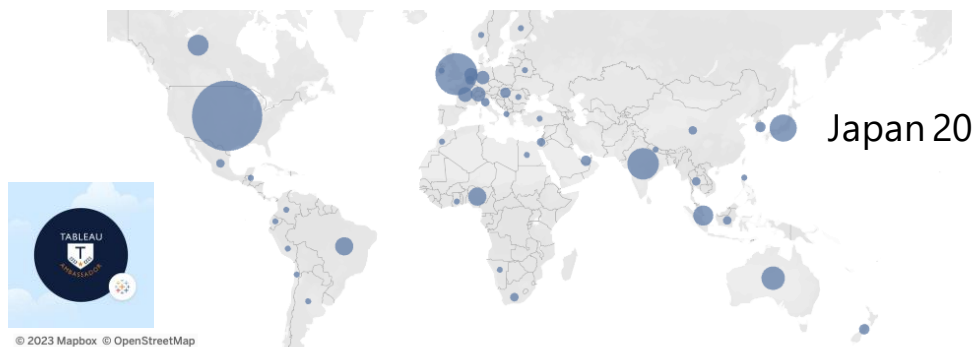 Japan 20
TABLEAU
T
AMBASSADOR
© 2023 Mapbox © OpenStreetMap